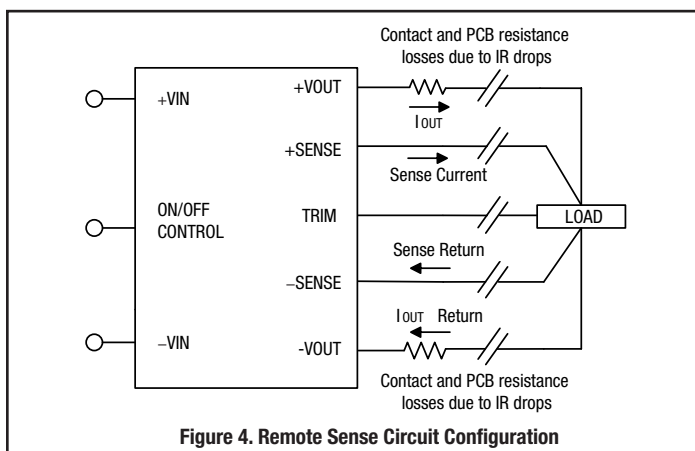 Contact and PCB resistance
losses due to IR drops
+VOUT
+VIN
IOUT
+SENSE
Sense Current
ON/OFF
CONTROL
TRIM
LOAD
Sense Return
−SENSE
IOUT Return
−VIN
-VOUT
Contact and PCB resistance
losses due to IR drops
Figure 4. Remote Sense Circuit Configuration